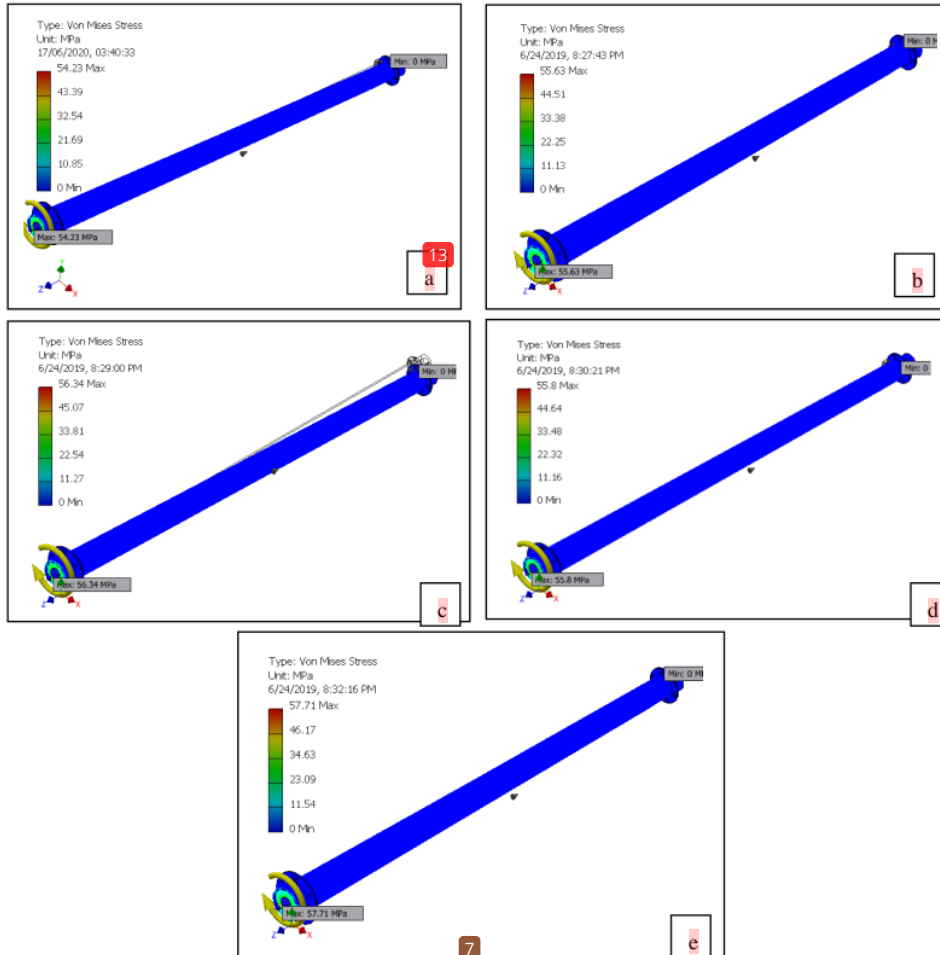 Type: Von Mises Stress
Unit: MPa
17/06/2020, 03:40:33
54.23 Max
43.39
32.54
21.69
10.85
0 Min
Min: 0 MPa
Max: 54.23 MPa
Y
Z
X
13
a
Type: Von Mises Stress
Unit: MPa
6/24/2019, 8:27:43 PM
55.63 Max
44.51
33.38
22.25
11.13
0 Min
Min: 0 M
Max: 55.63 MPa
Z
X
b
Type: Von Mises Stress
Unit: MPa
6/24/2019, 8:29:00 PM
56.34 Max
45.07
33.81
22.54
11.27
0 Min
Min: 0 M
Max: 56.34 MPa
Z
X
c
Type: Von Mises Stress
Unit: MPa
6/24/2019, 8:30:21 PM
55.8 Max
44.64
33.48
22.32
11.16
0 Min
Min: 0
Max: 55.8 MPa
Z
X
d
Type: Von Mises Stress
Unit: MPa
6/24/2019, 8:32:16 PM
57.71 Max
46.17
34.63
23.09
11.54
0 Min
Min: 0 M
Max: 57.71 MPa
Z
X
e
7